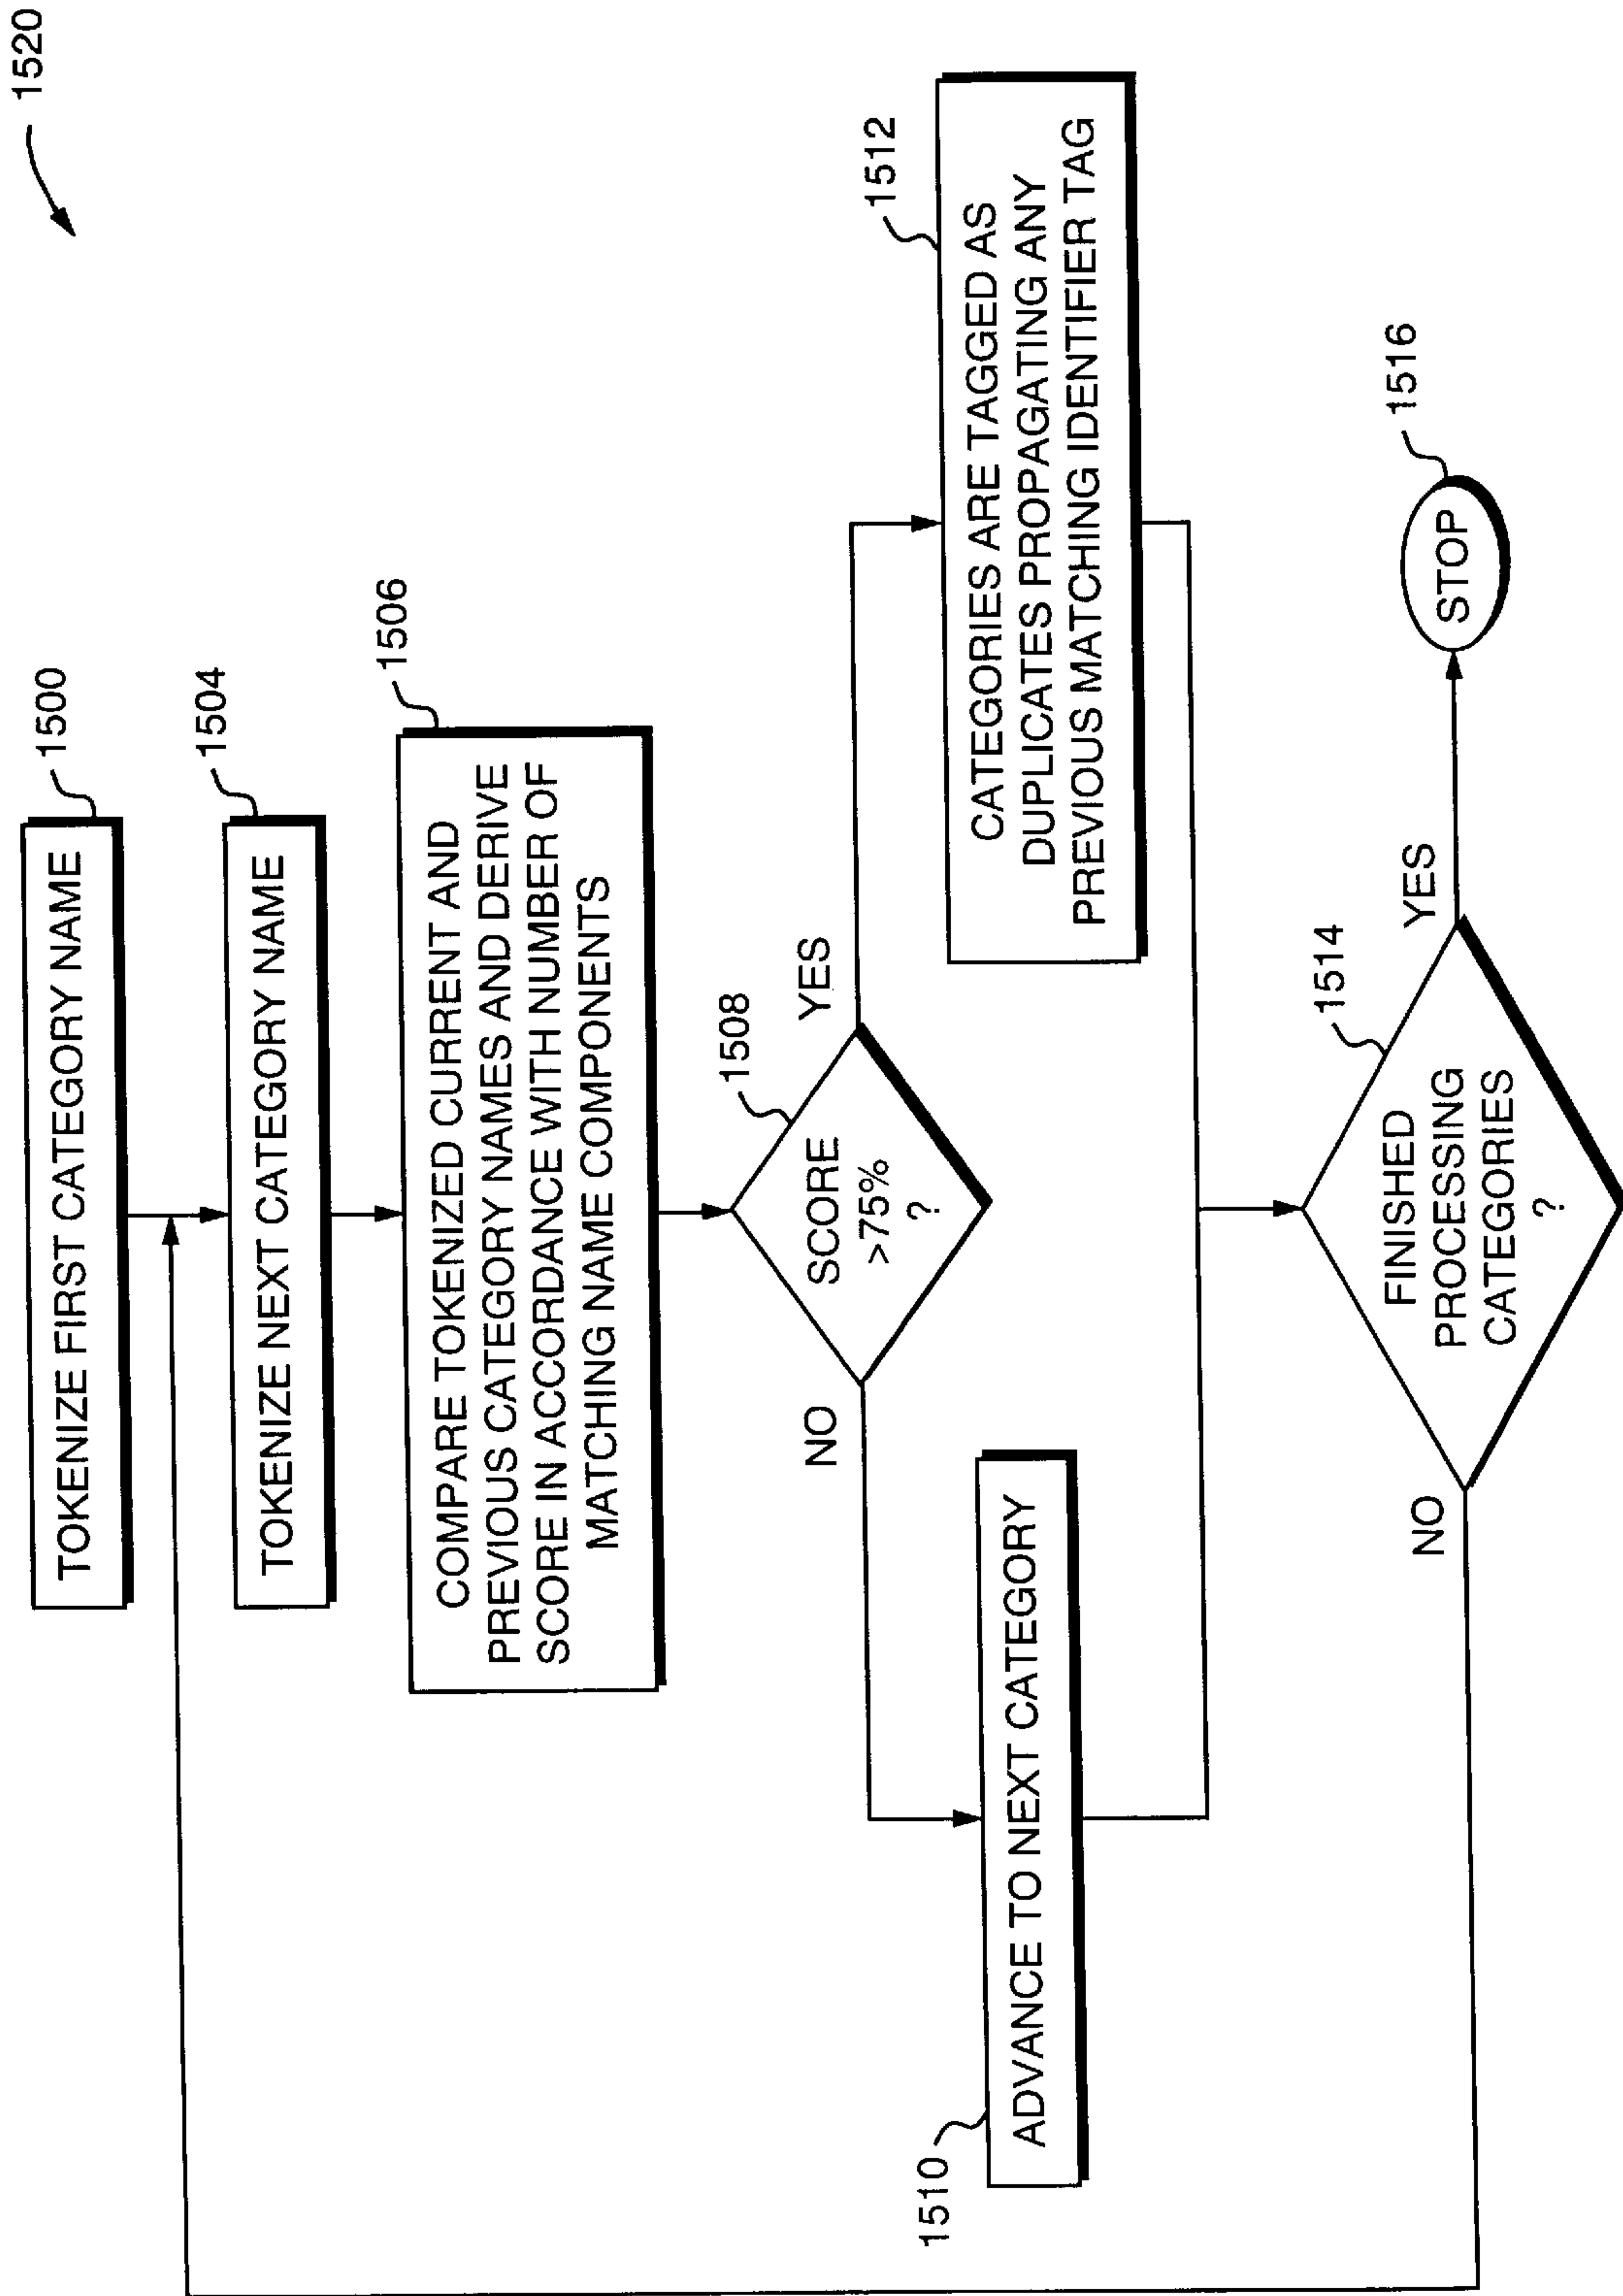 1520
TOKENIZE FIRST CATEGORY NAME
1500
TOKENIZE NEXT CATEGORY NAME
1504
COMPARE TOKENIZED CURRENT AND
PREVIOUS CATEGORY NAMES AND DERIVE
SCORE IN ACCORDANCE WITH NUMBER OF
MATCHING NAME COMPONENTS
1506
SCORE
>75%
?
1508
NO
YES
1510
ADVANCE TO NEXT CATEGORY
CATEGORIES ARE TAGGED AS
DUPLICATES PROPAGATING ANY
PREVIOUS MATCHING IDENTIFIER TAG
1512
FINISHED
PROCESSING
CATEGORIES
?
1514
NO
YES
STOP
1516